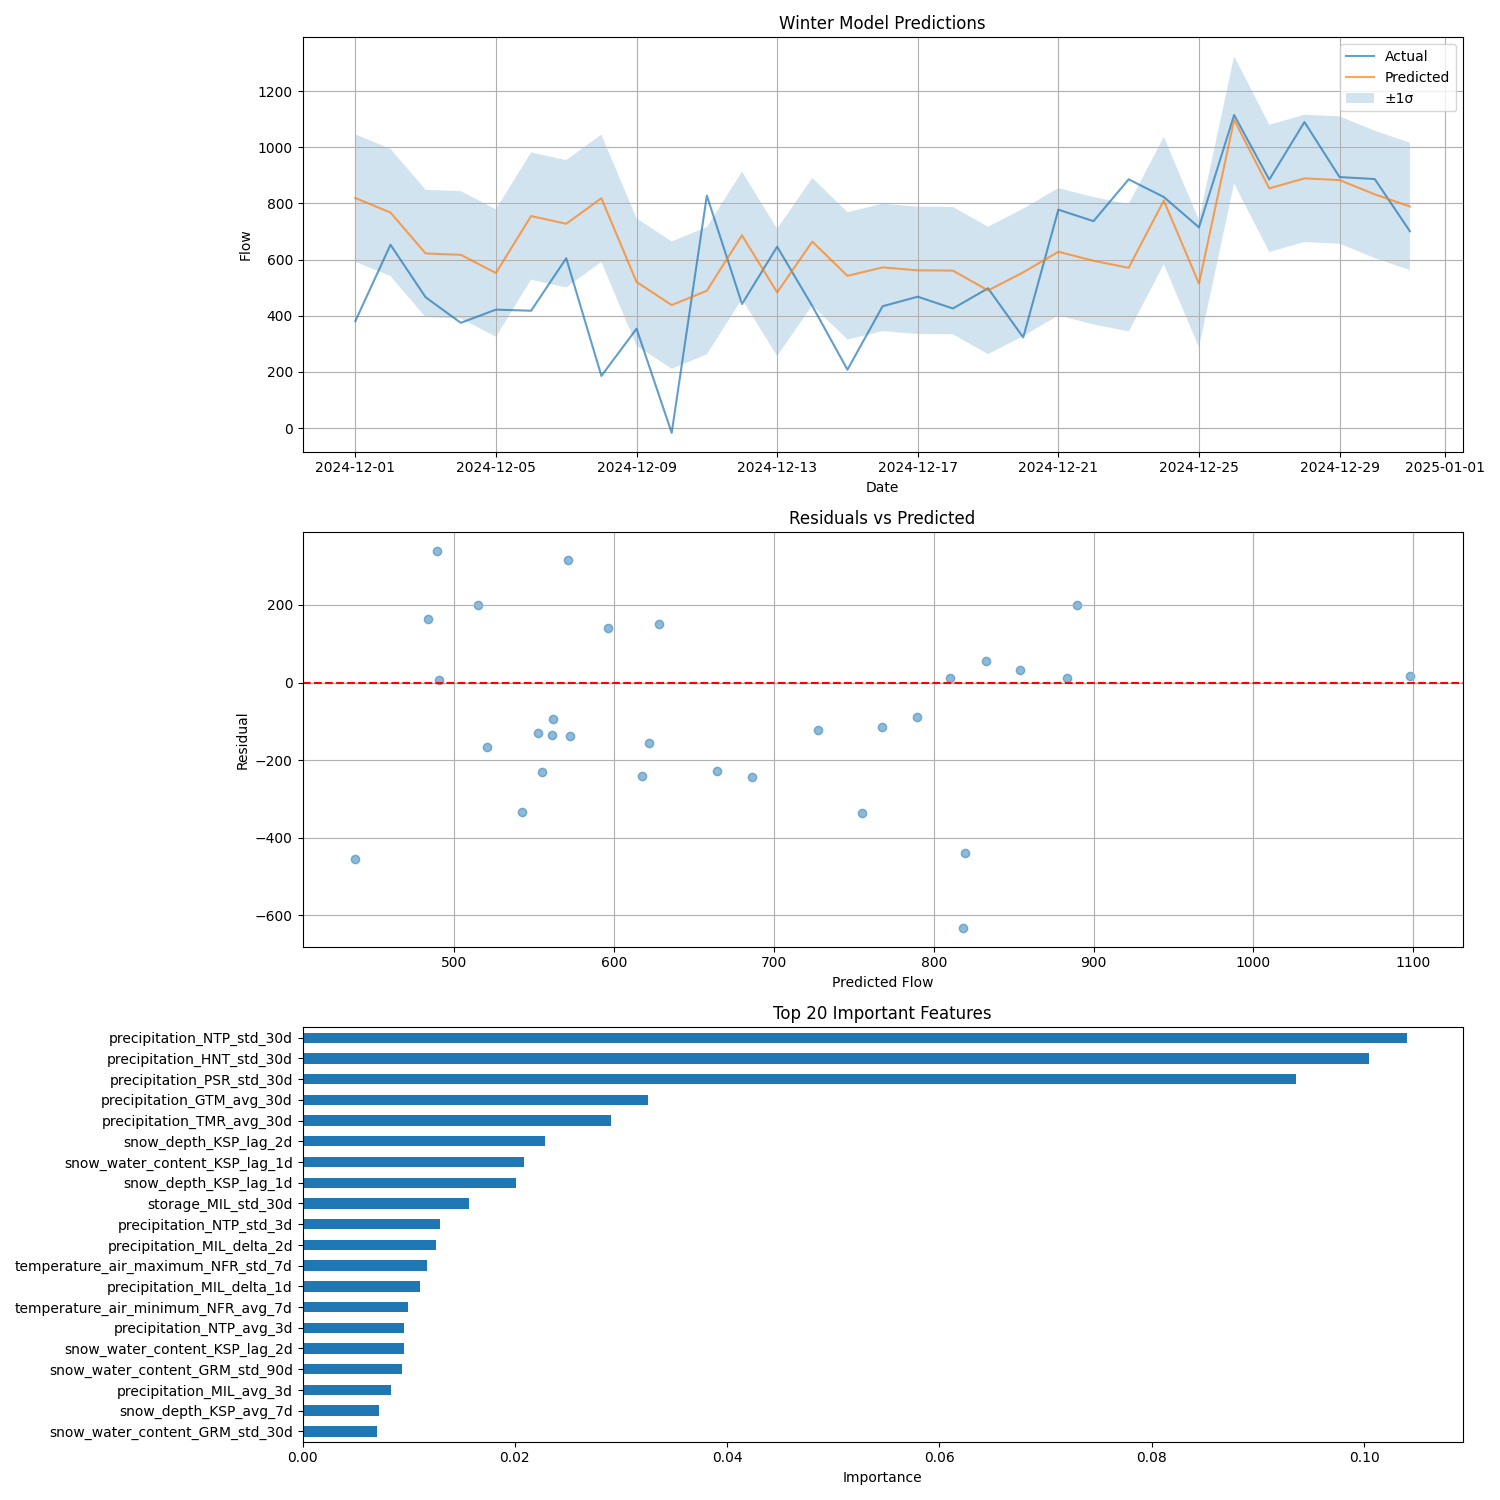 Winter Model Predictions
Actual
Predicted
±1σ
1200
1000
800
600
400
200
0
Flow
2024-12-01 2024-12-05 2024-12-09 2024-12-13 2024-12-17 2024-12-21 2024-12-25 2024-12-29 2025-01-01
Date
Residuals vs Predicted
200
0
−200
−400
−600
Residual
500 600 700 800 900 1000 1100
Predicted Flow
Top 20 Important Features
precipitation_NTP_std_30d
precipitation_HNT_std_30d
precipitation_PSR_std_30d
precipitation_GTM_avg_30d
precipitation_TMR_avg_30d
snow_depth_KSP_lag_2d
snow_water_content_KSP_lag_1d
snow_depth_KSP_lag_1d
storage_MIL_std_30d
precipitation_NTP_std_3d
precipitation_MIL_delta_2d
temperature_air_maximum_NFR_std_7d
precipitation_MIL_delta_1d
temperature_air_minimum_NFR_avg_7d
precipitation_NTP_avg_3d
snow_water_content_KSP_lag_2d
snow_water_content_GRM_std_90d
precipitation_MIL_avg_3d
snow_depth_KSP_avg_7d
snow_water_content_GRM_std_30d
0.00 0.02 0.04 0.06 0.08 0.10
Importance